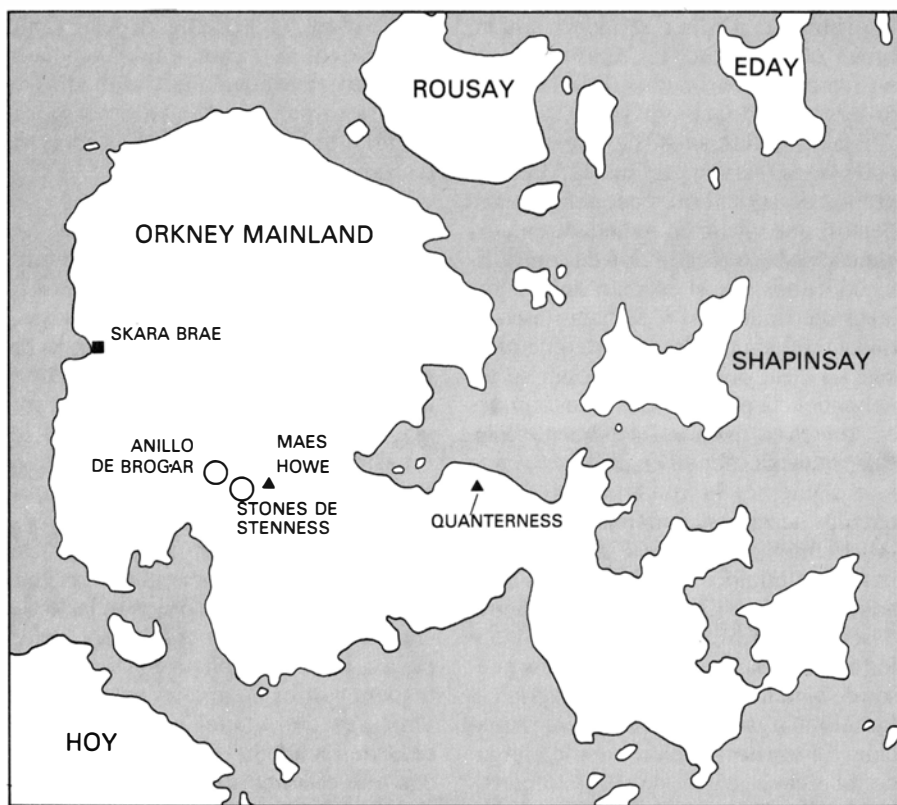 ROUSAY
EDAY
ORKNEY MAINLAND
SKARA BRAE
SHAPINSAY
ANILLO
DE BROGAR
MAES
HOWE
STONES DE
STENNESS
QUANTERNESS
HOY